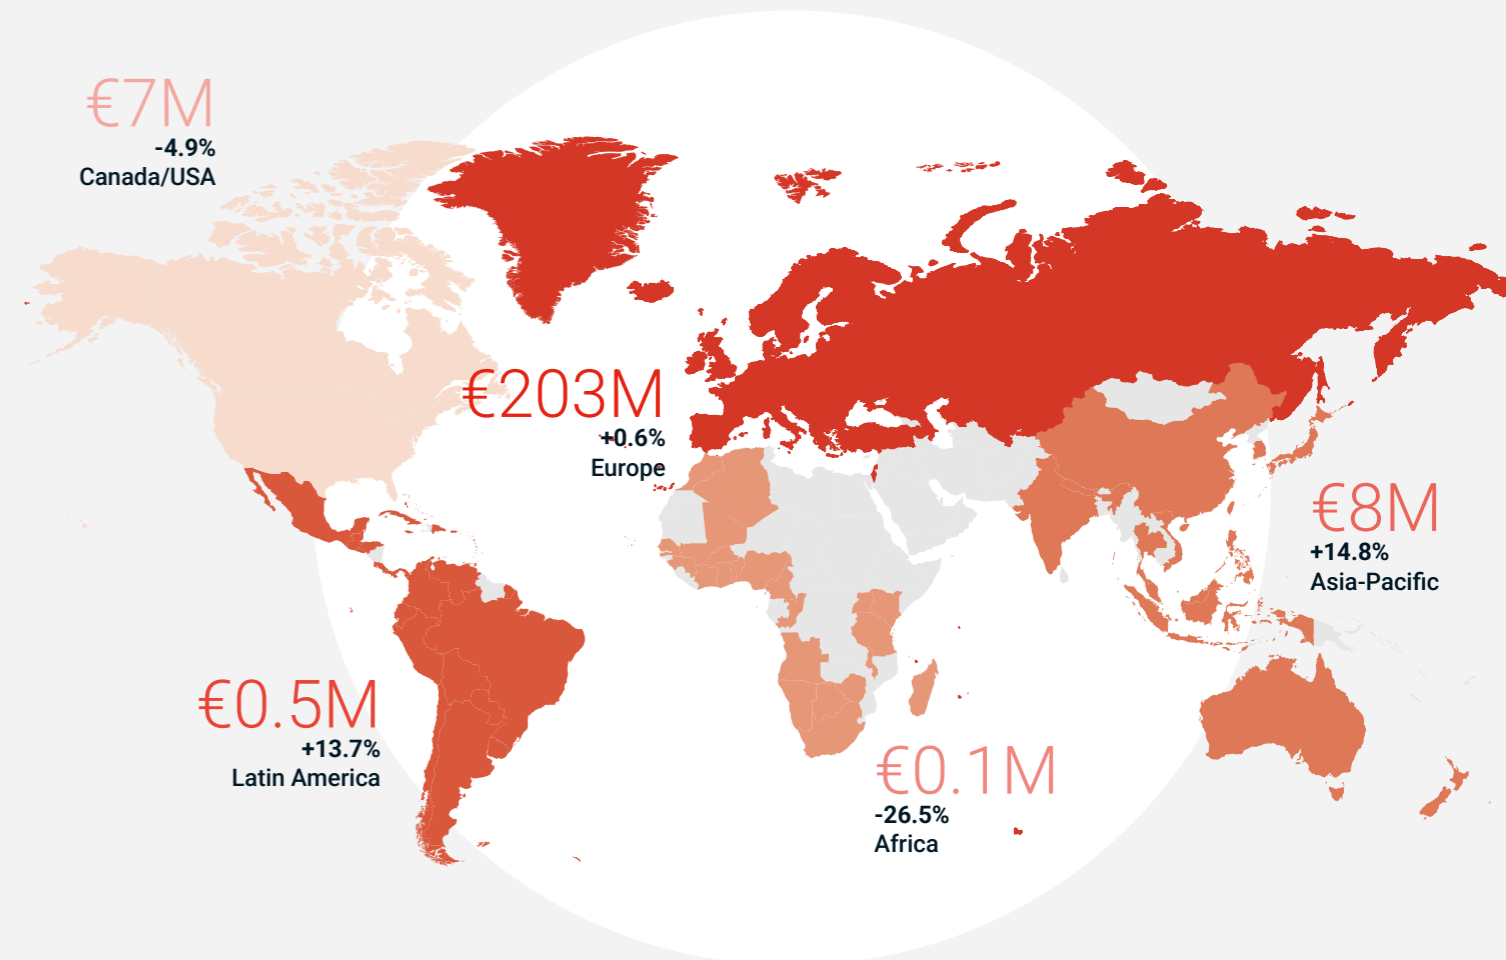 €7M
-4.9%
Canada/USA
€203M
+0.6%
Europe
€8M
+14.8%
Asia-Pacific
€0.5M
+13.7%
Latin America
€0.1M
-26.5%
Africa